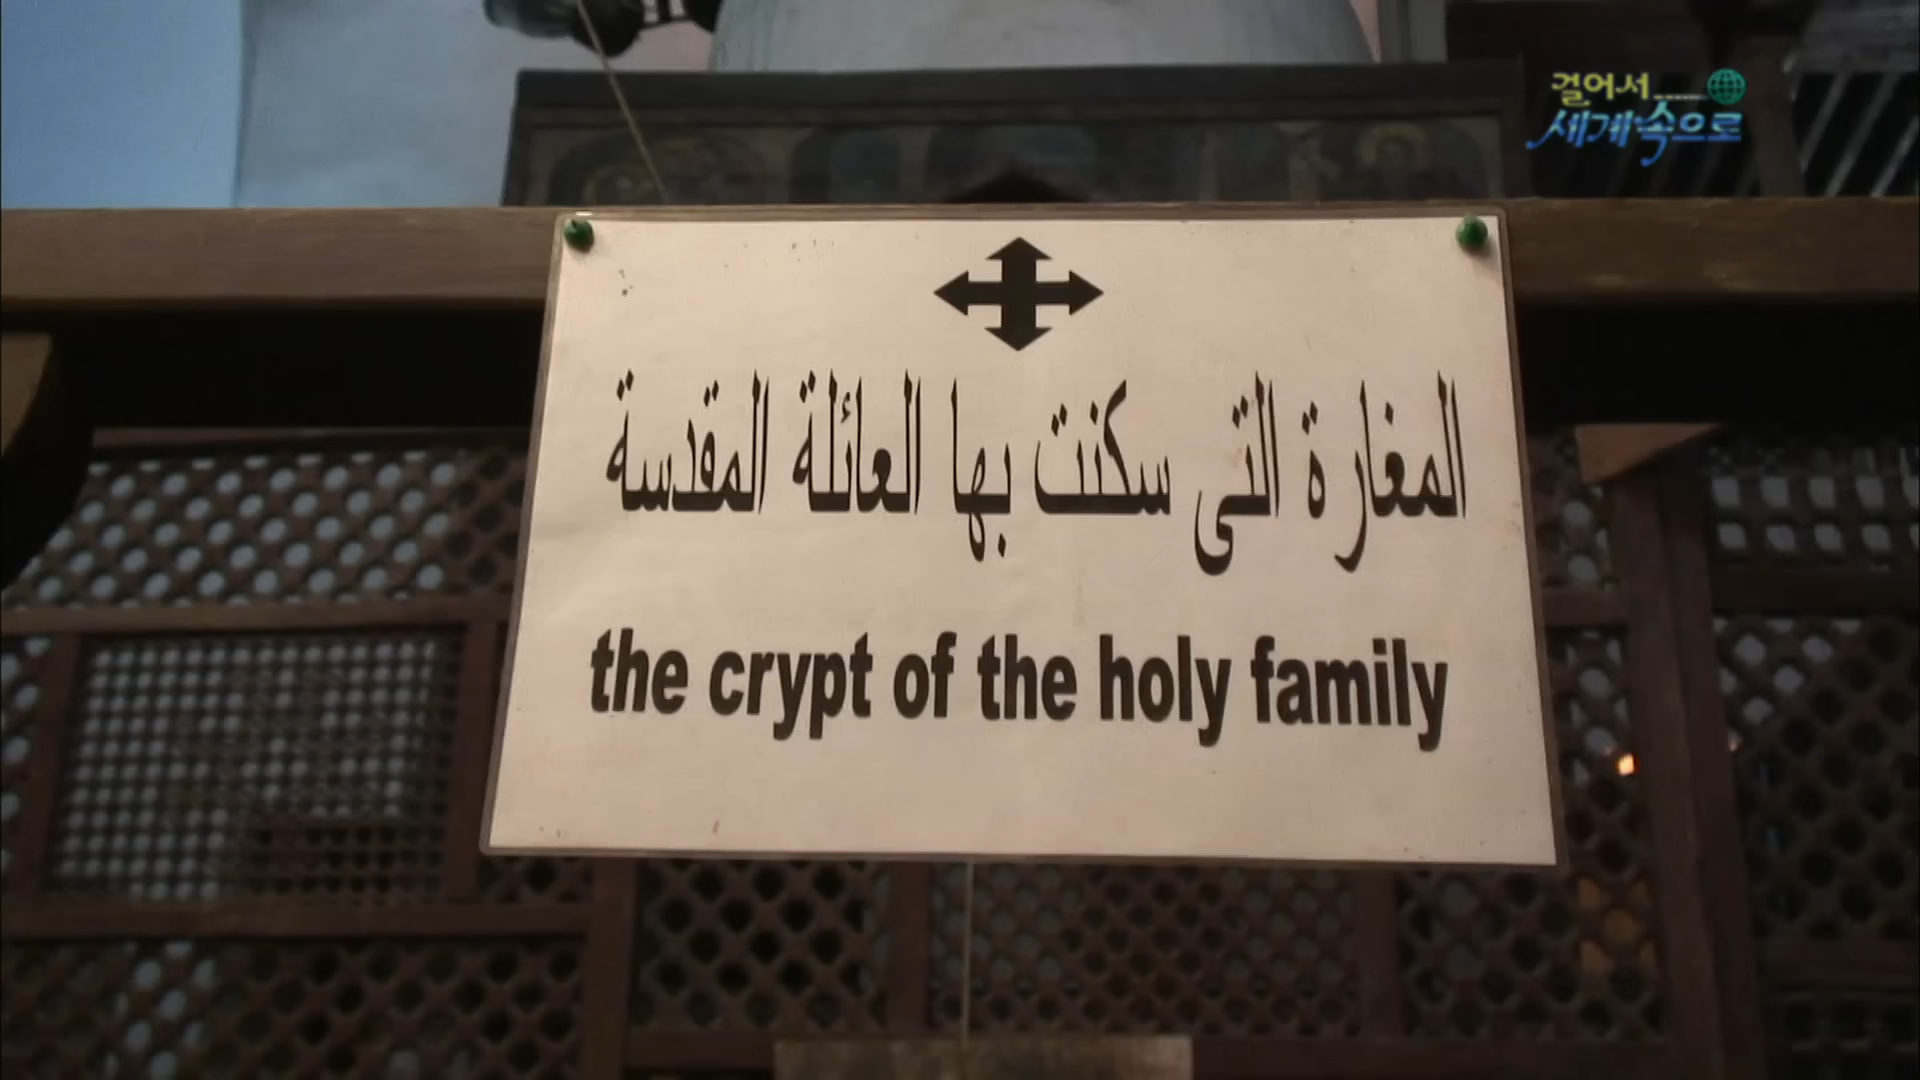 걸어서
세계속으로
المغارة التى سكنت بها العائلة المقدسة
the crypt of the holy family